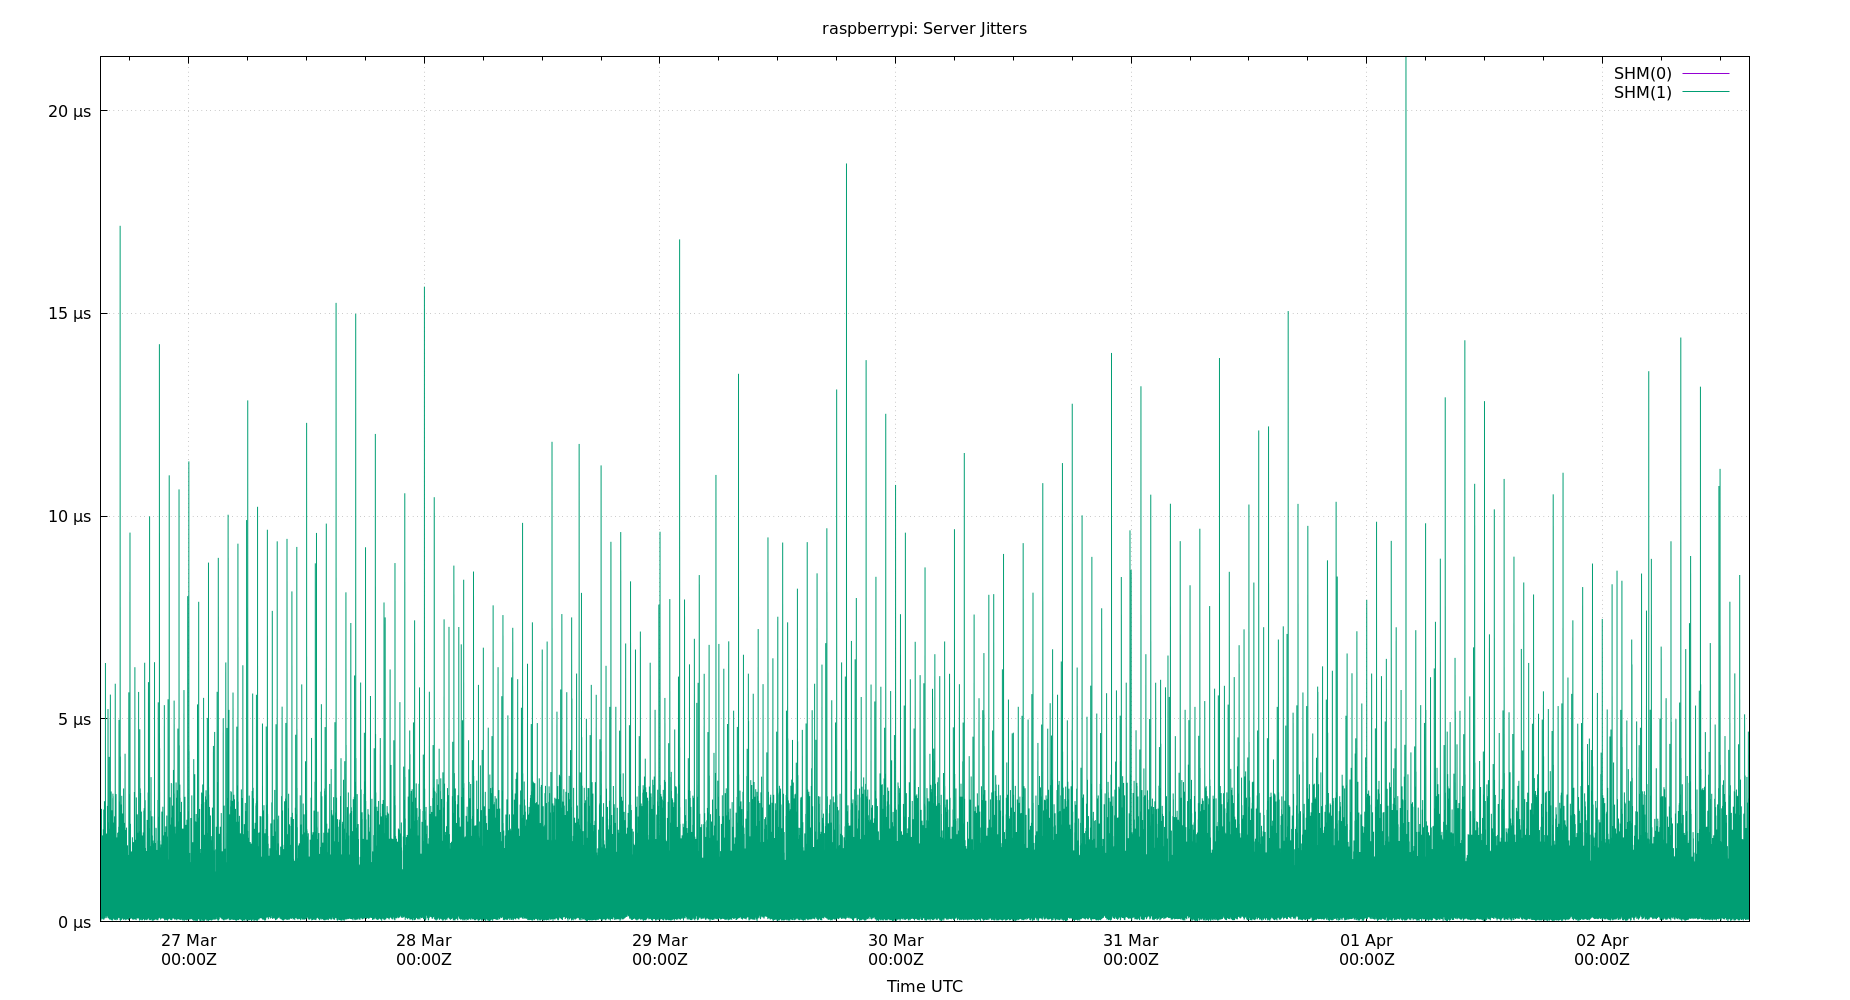 raspberrypi: Server Jitters
SHM(0)
SHM(1)
20 µs
15 µs
10 µs
5 µs
0 µs
27 Mar
00:00Z
28 Mar
00:00Z
29 Mar
00:00Z
30 Mar
00:00Z
31 Mar
00:00Z
01 Apr
00:00Z
02 Apr
00:00Z
Time UTC